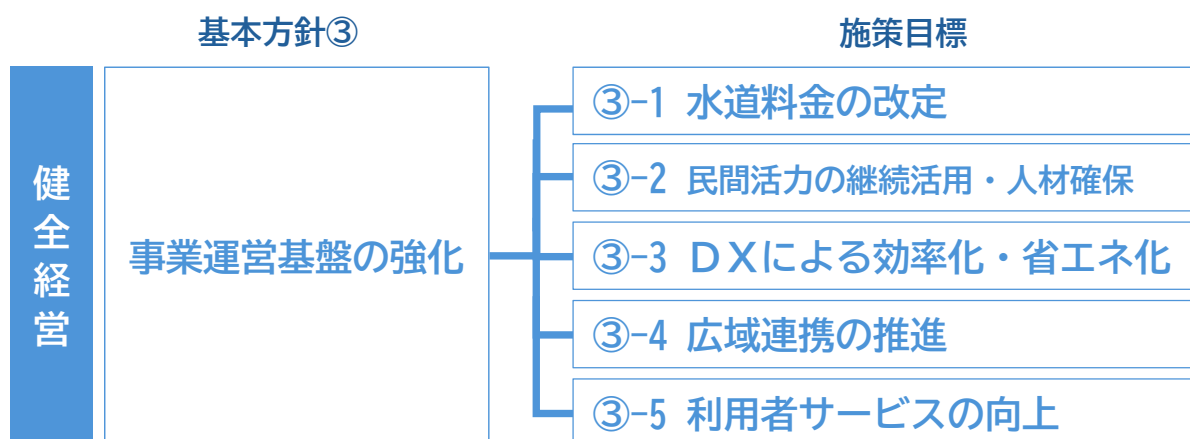 基本方針③
施策目標
健全経営
事業運営基盤の強化
③-1 水道料金の改定
③-2 民間活力の継続活用・人材確保
③-3 ＤＸによる効率化・省エネ化
③-4 広域連携の推進
③-5 利用者サービスの向上